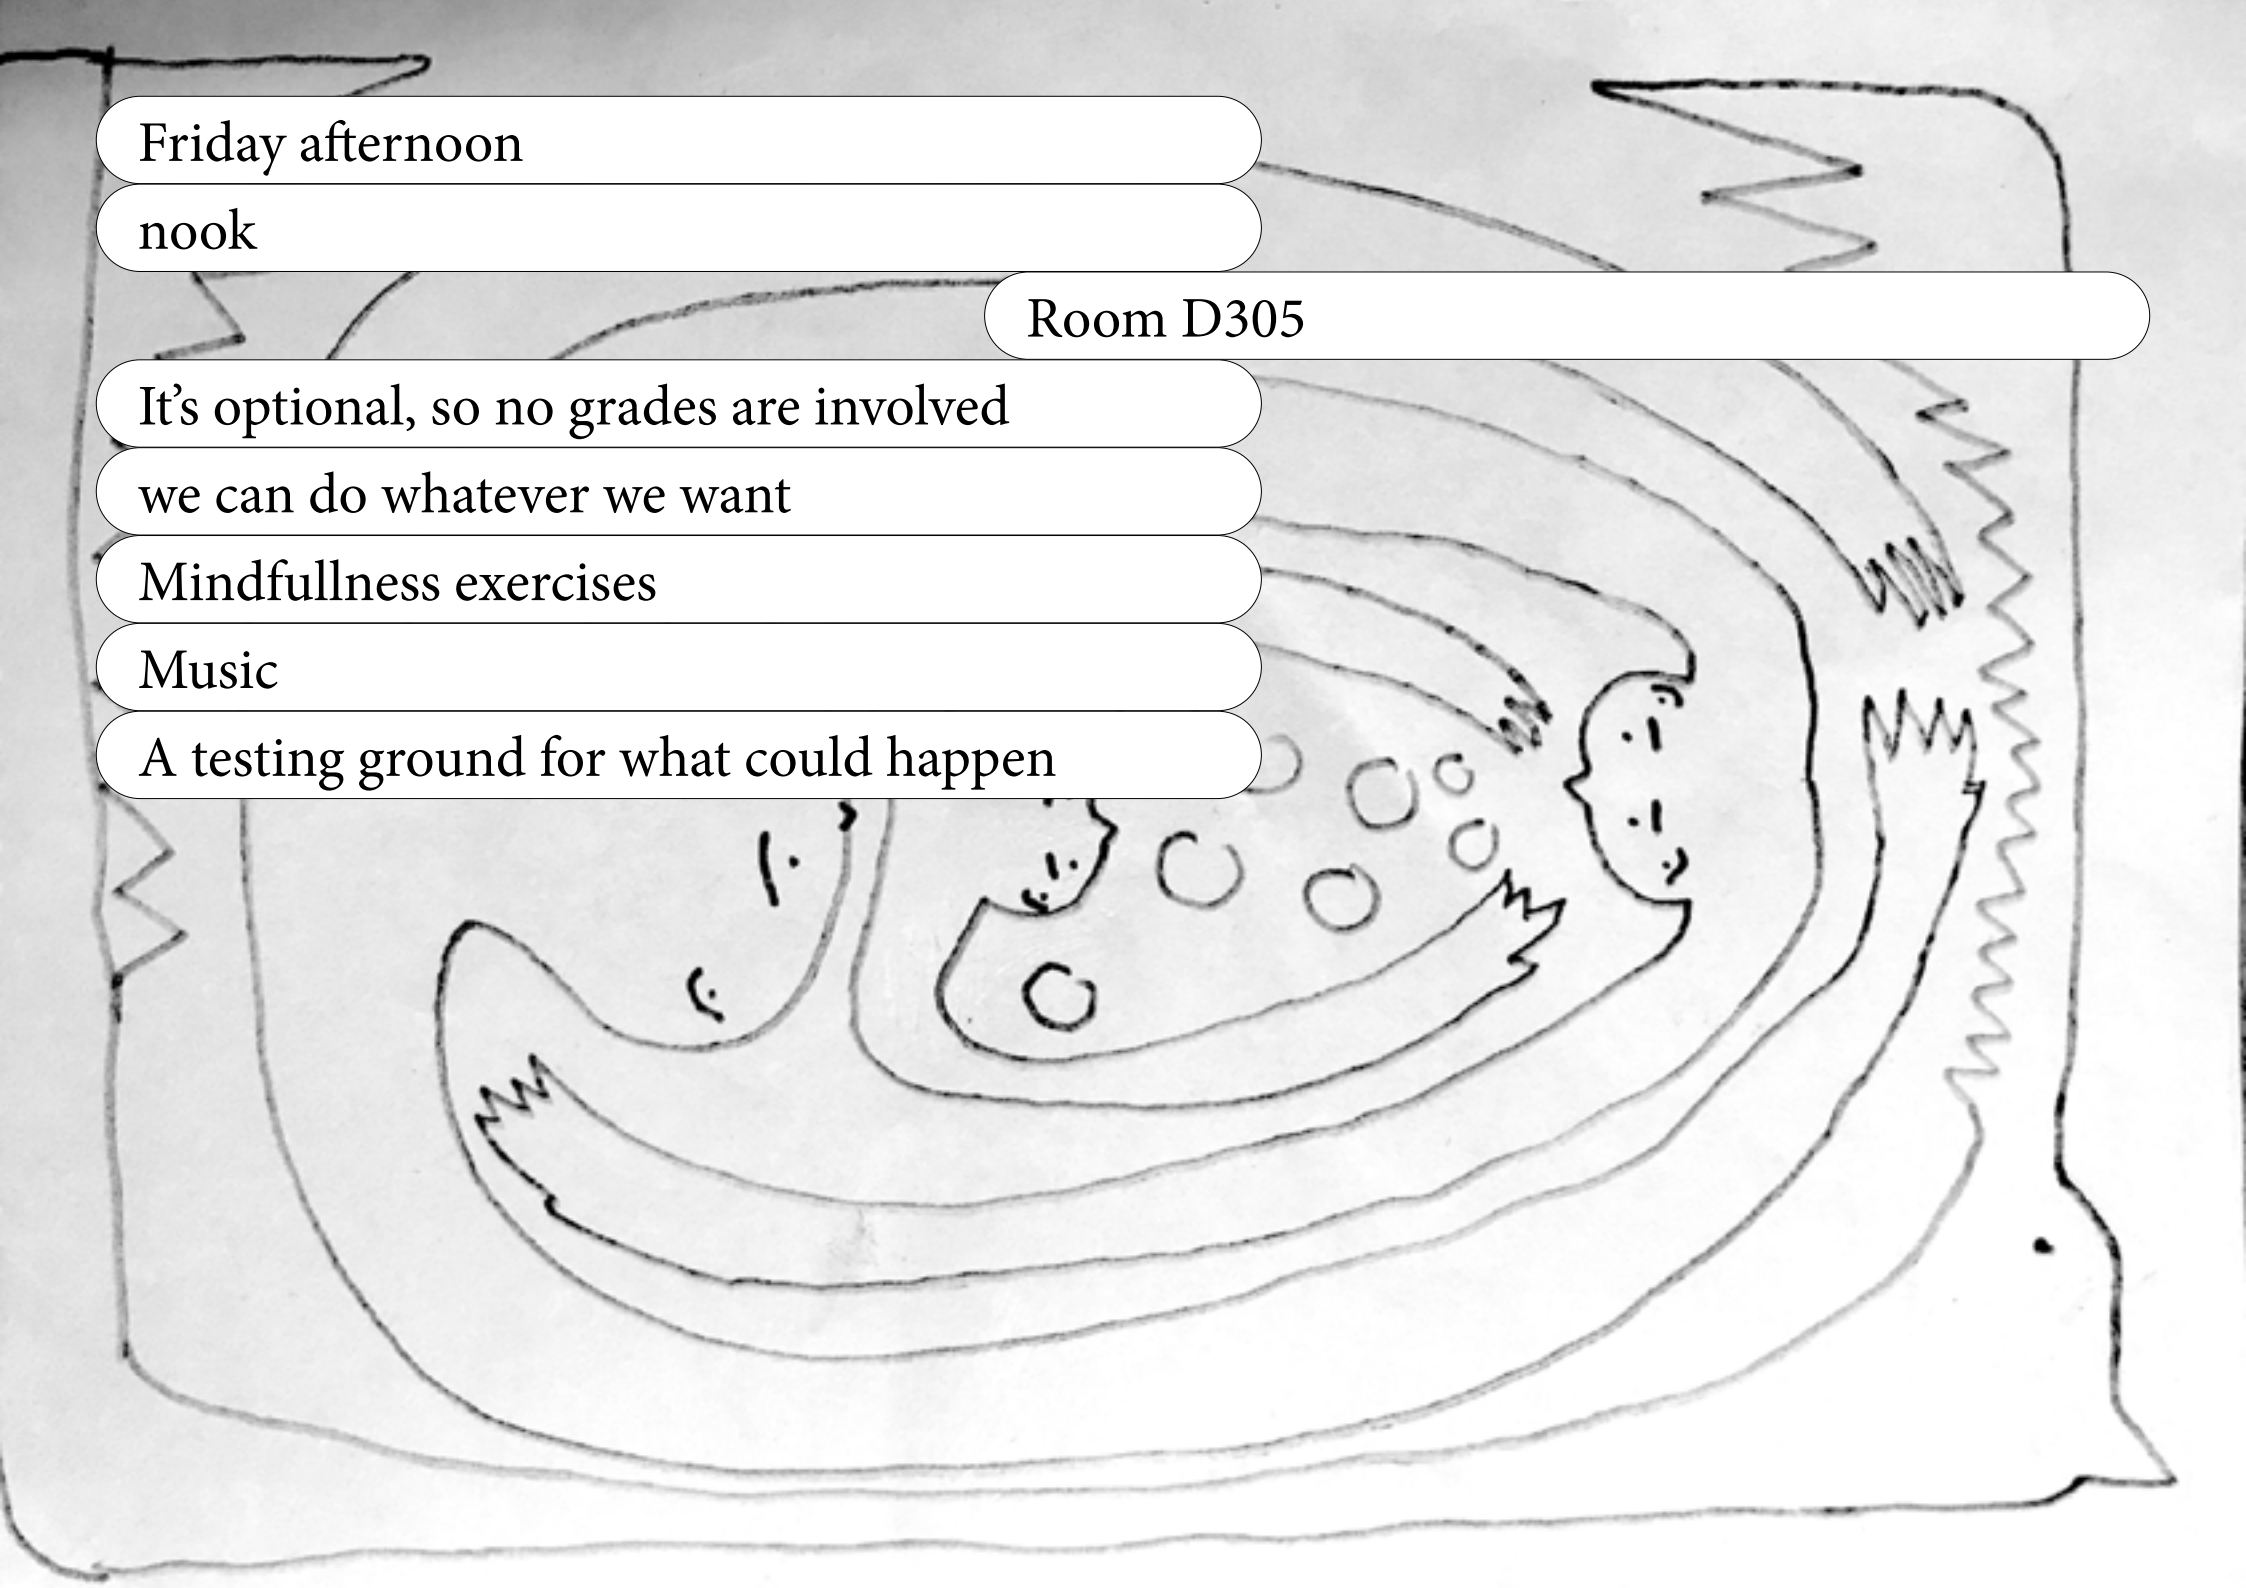 Friday afternoon
nook
Room D305
It’s optional, so no grades are involved
we can do whatever we want
Mindfullness exercises
Music
A testing ground for what could happen